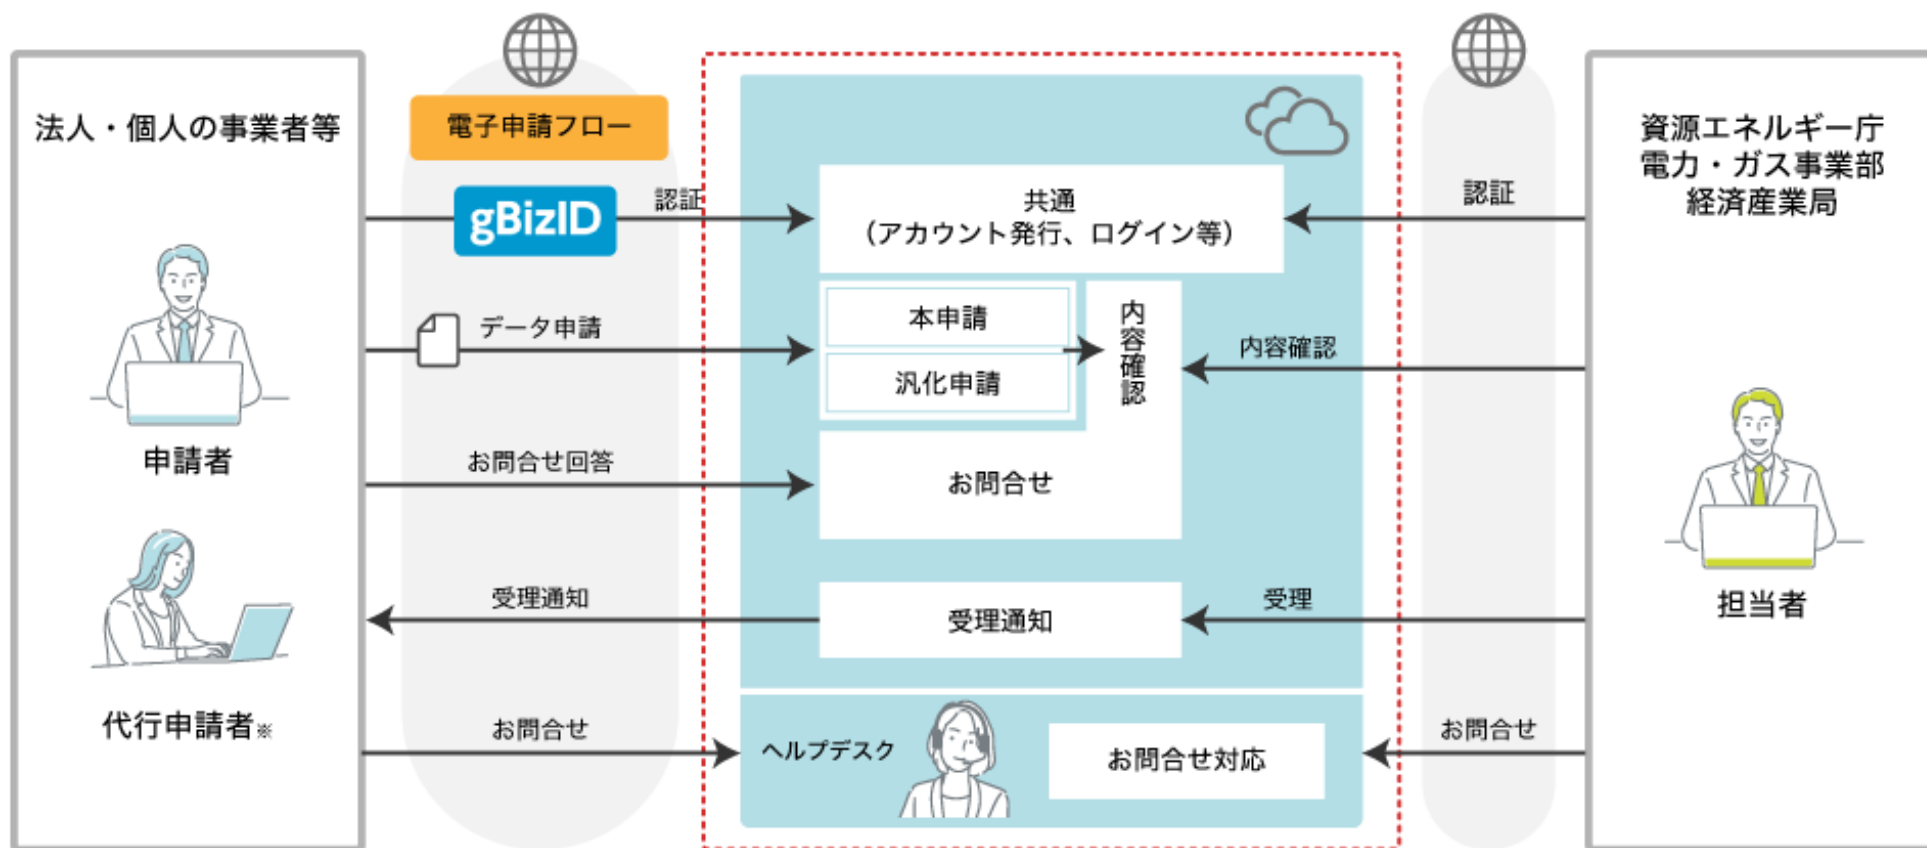 法人・個人の事業者等
申請者
代行申請者※
電子申請フロー
gBizID
認証
データ申請
お問合せ回答
受理通知
お問合せ
共通
（アカウント発行、ログイン等）
本申請
汎化申請
内容確認
お問合せ
受理通知
ヘルプデスク
お問合せ対応
認証
内容確認
受理
お問合せ
資源エネルギー庁
電力・ガス事業部
経済産業局
担当者